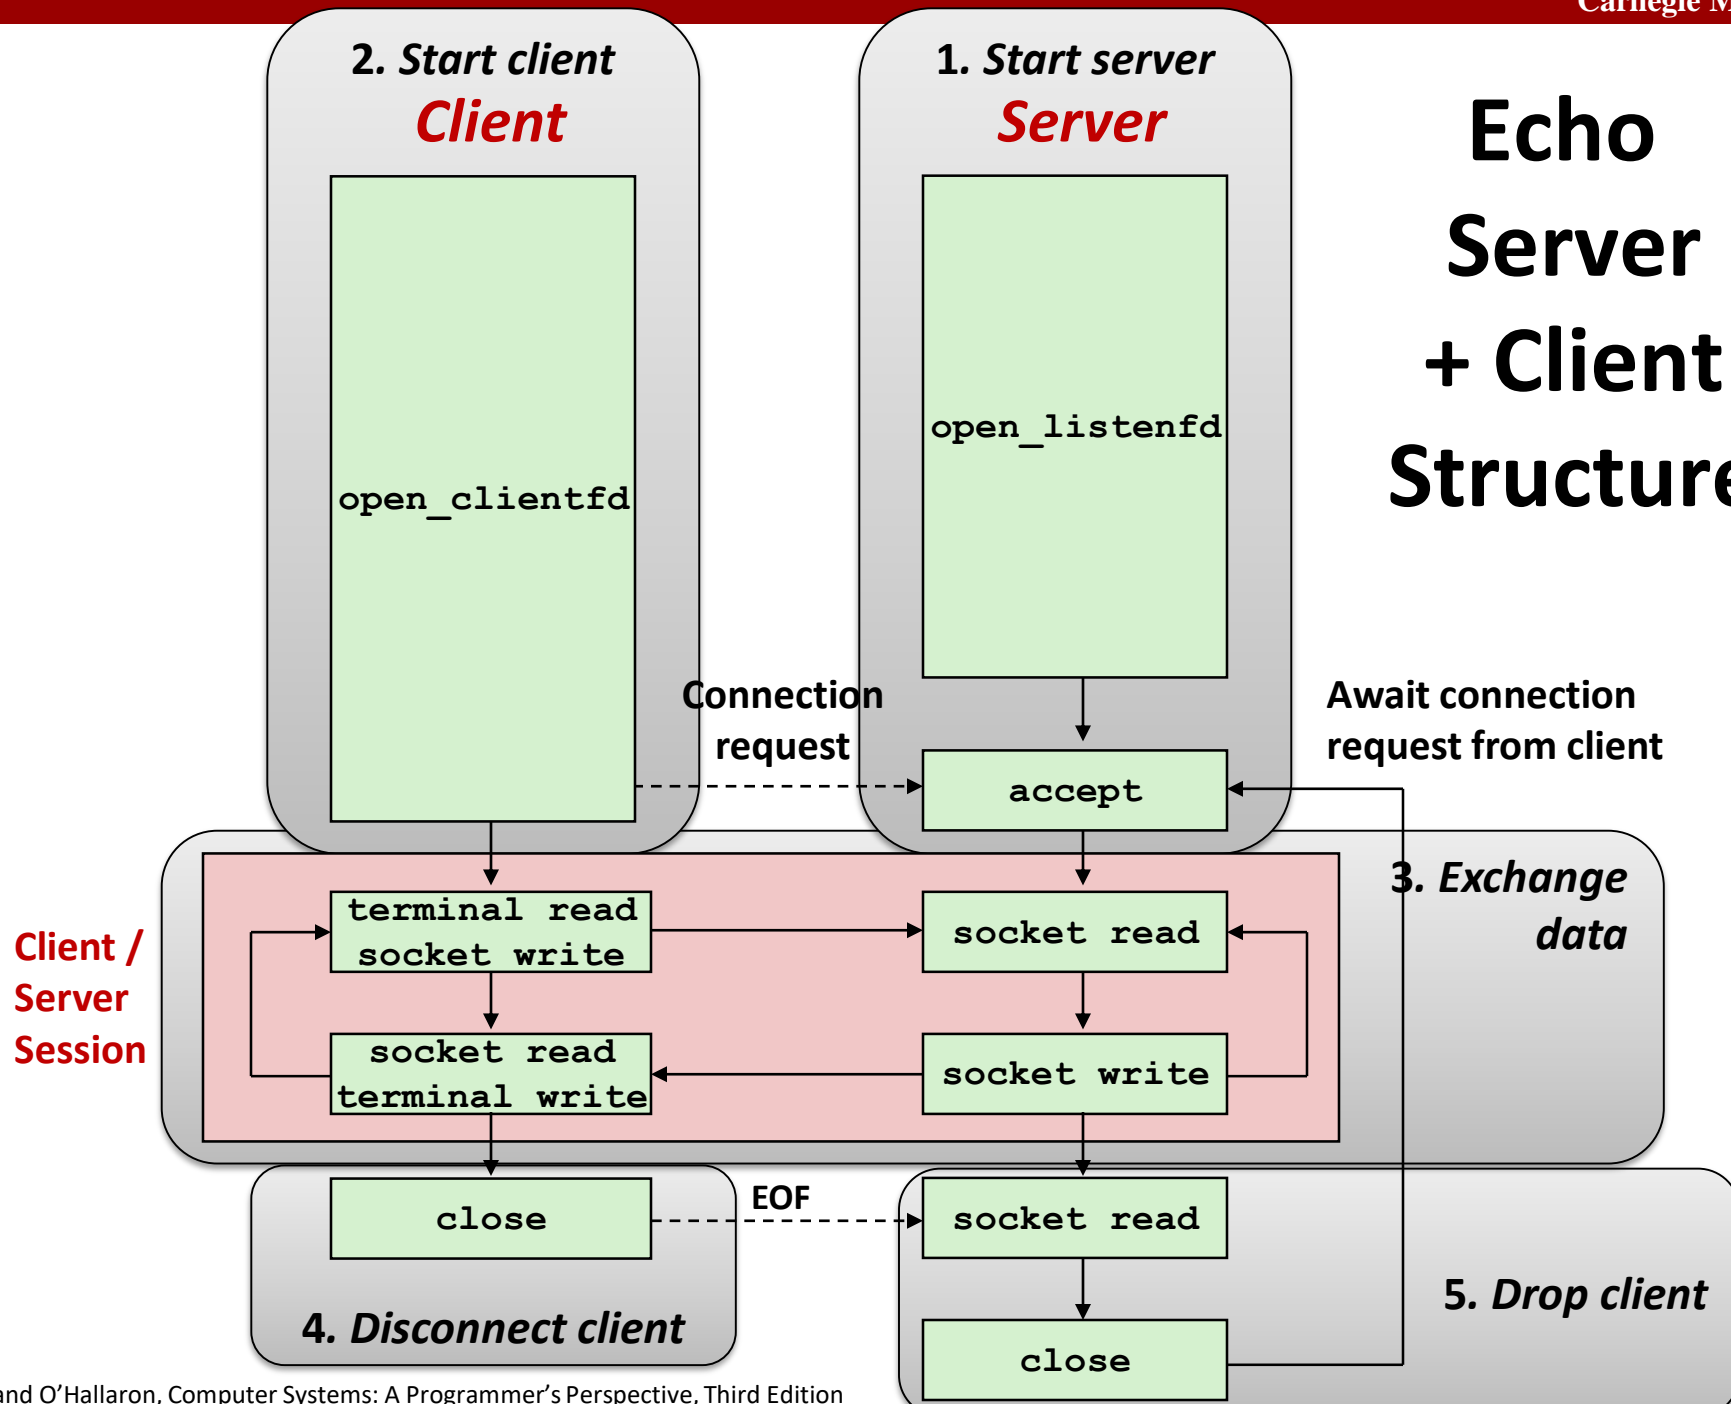 Carnegie M
2. Start client
Client
1. Start server
Server
Echo
Server
+ Client
Structure
open_clientfd
open_listenfd
Connection
request
Await connection
request from client
accept
3. Exchange
data
Client /
Server
Session
terminal read
socket write
socket read
socket read
terminal write
socket write
close
EOF
socket read
4. Disconnect client
5. Drop client
close
and O'Hallaron, Computer Systems: A Programmer's Perspective, Third Edition